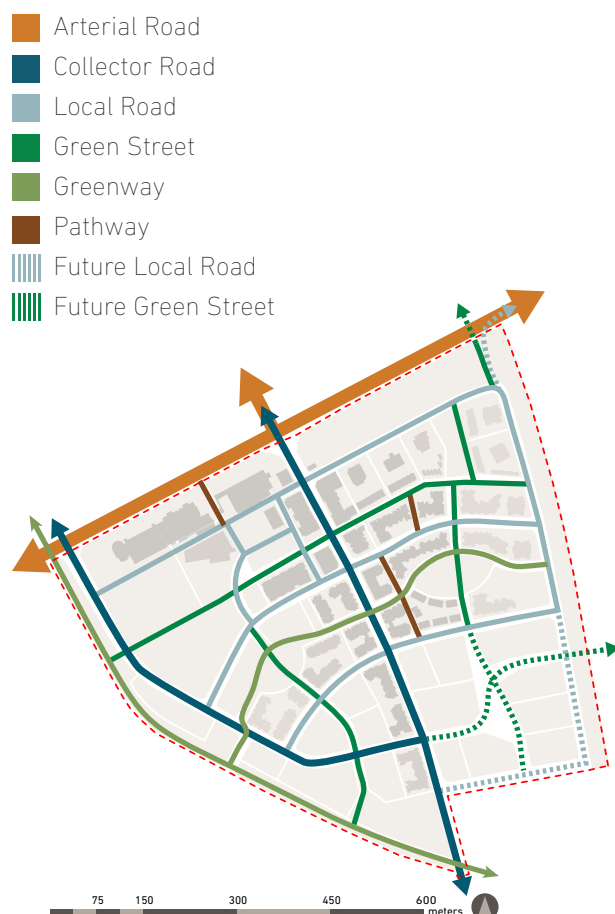 Arterial Road
Collector Road
Local Road
Green Street
Greenway
Pathway
Future Local Road
Future Green Street
75 150 300 450 600
meters